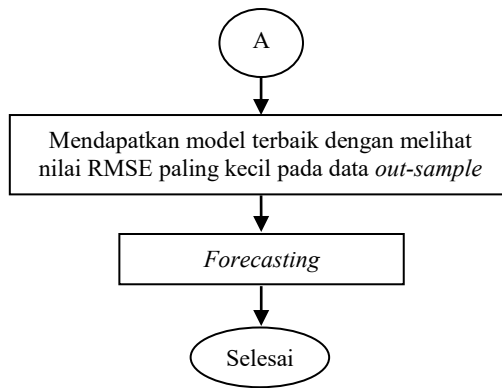 A
Mendapatkan model terbaik dengan melihat
nilai RMSE paling kecil pada data out-sample
Forecasting
Selesai